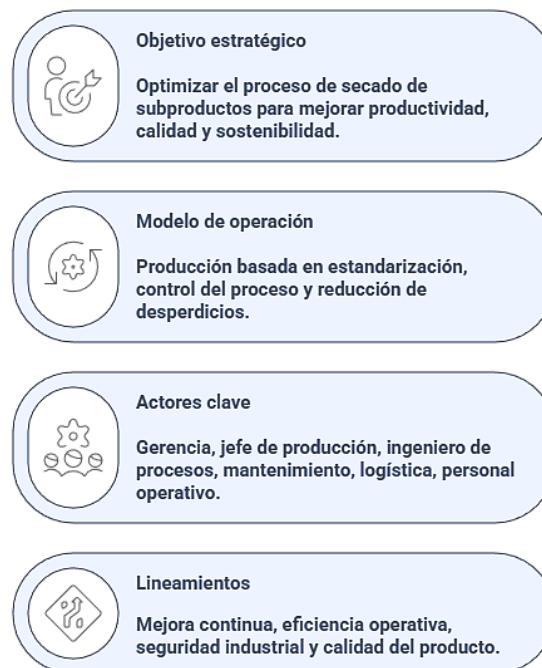 Objetivo estratégico
Optimizar el proceso de secado de
subproductos para mejorar productividad,
calidad y sostenibilidad.
Modelo de operación
Producción basada en estandarización,
control del proceso y reducción de
desperdicios.
Actores clave
Gerencia, jefe de producción, ingeniero de
procesos, mantenimiento, logística, personal
operativo.
Lineamientos
Mejora continua, eficiencia operativa,
seguridad industrial y calidad del producto.